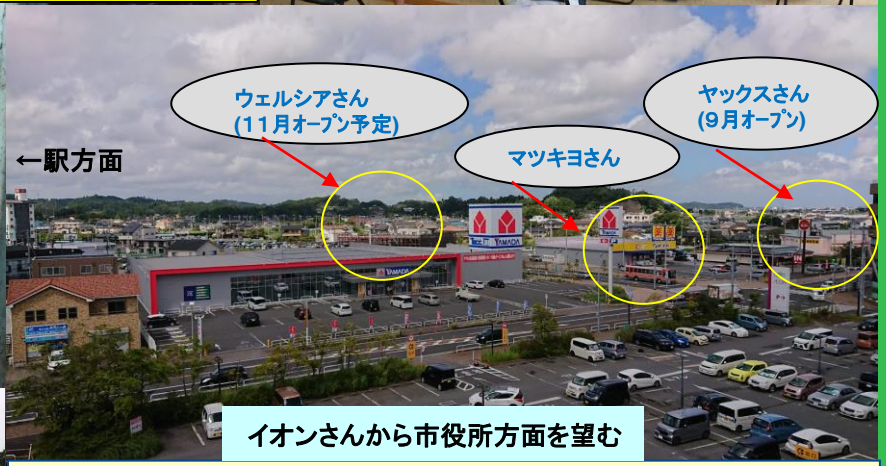 ウェルシアさん
(１１月オープン予定)
ヤックスさん
(９月オープン)
マツキヨさん
←駅方面
YAMADA
YAMADA
イオンさんから市役所方面を望む